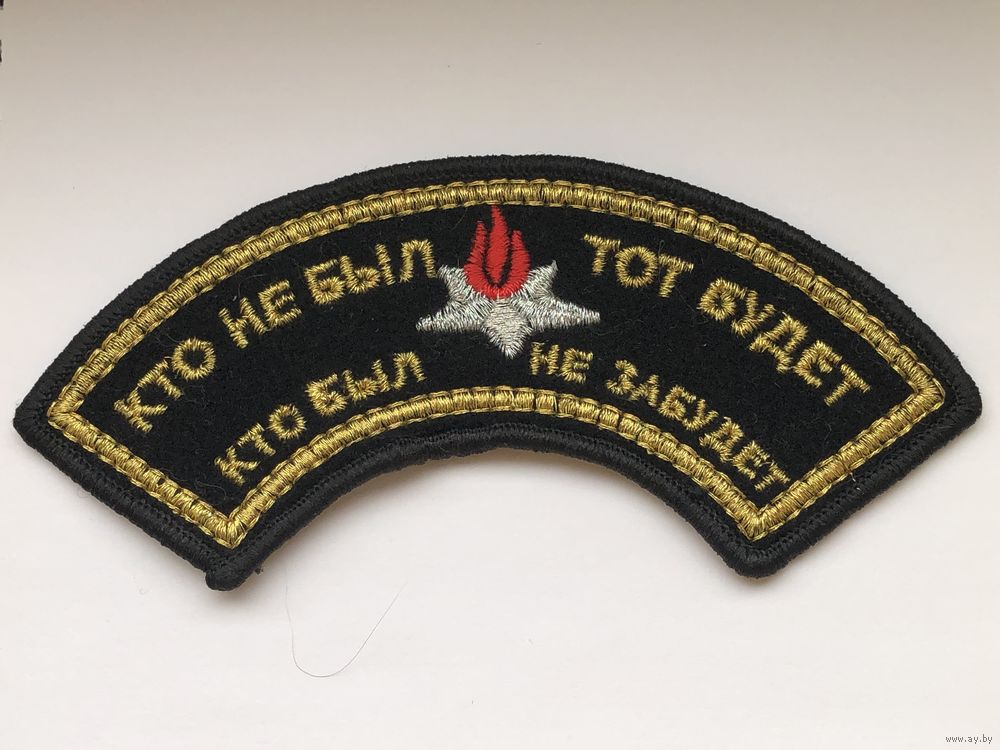 КТО НЕ БЫЛ ТОТ БУДЕТ
КТО БЫЛ НЕ ЗАБУДЕТ
www.ay.by